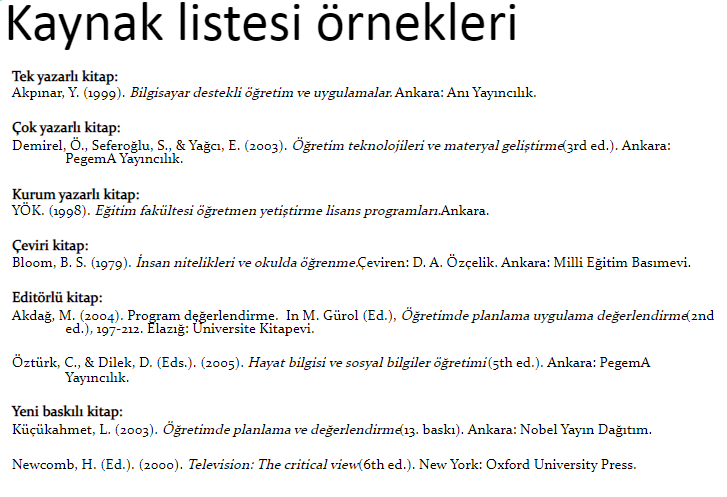 Kaynak listesi örnekleri
Tek yazarlı kitap:
Akpınar, Y. (1999). Bilgisayar destekli öğretim ve uygulamalar. Ankara: Anı Yayıncılık.
Çok yazarlı kitap:
Demirel, Ö., Seferoğlu, S., & Yağcı, E. (2003). Öğretim teknolojileri ve materyal geliştirme(3rd ed.). Ankara:
PegemA Yayıncılık.
Kurum yazarlı kitap:
YÖK. (1998). Eğitim fakültesi öğretmen yetiştirme lisans programları.Ankara.
Çeviri kitap:
Bloom, B. S. (1979). İnsan nitelikleri ve okulda öğrenme.Çeviren: D. A. Özçelik. Ankara: Milli Eğitim Basımevi.
Editörlü kitap:
Akdağ, M. (2004). Program değerlendirme. In M. Gürol (Ed.), Öğretimde planlama uygulama değerlendirme(2nd
ed.), 197-212. Elazığ: Üniversite Kitapevi.
Öztürk, C., & Dilek, D. (Eds.). (2005). Hayat bilgisi ve sosyal bilgiler öğretimi(5th ed.). Ankara: PegemA
Yayıncılık.
Yeni baskılı kitap:
Küçükahmet, L. (2003). Öğretimde planlama ve değerlendirme(13. baskı). Ankara: Nobel Yayın Dağıtım.
Newcomb, H. (Ed.). (2000). Television: The critical view(6th ed.). New York: Oxford University Press.